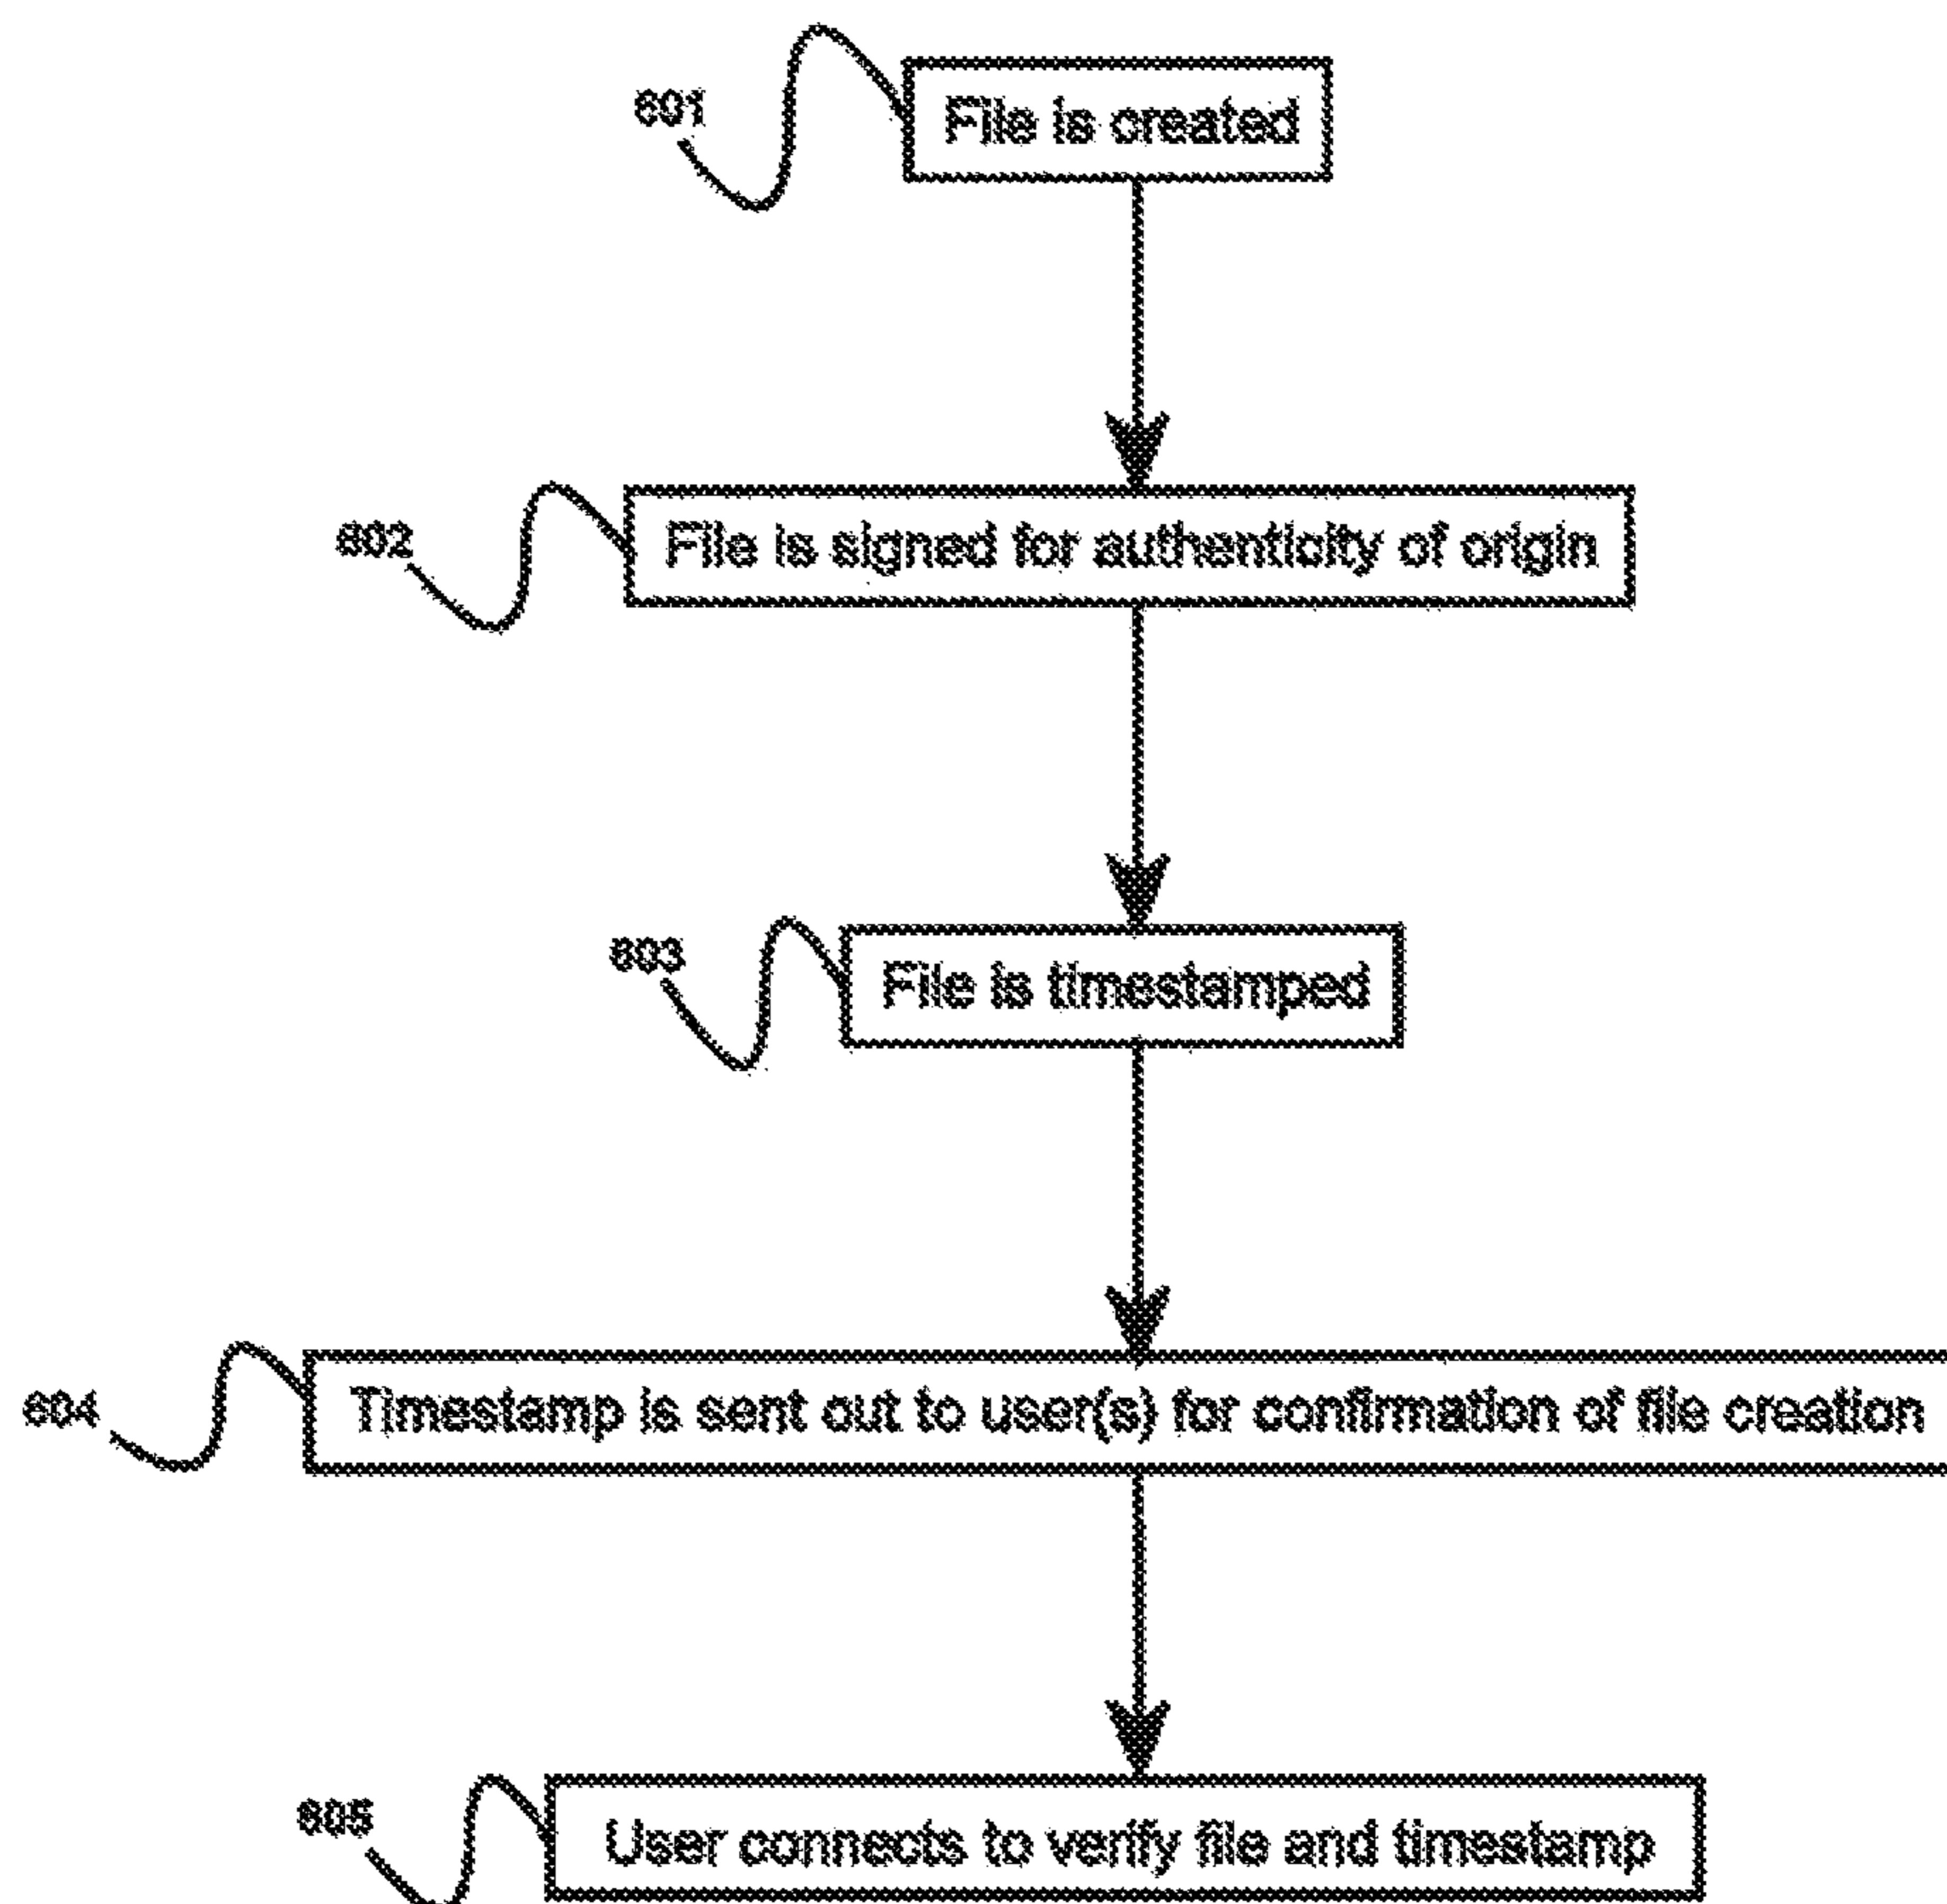 601
File is created
602
File is signed for authenticity of origin
603
File is timestamped
604
Timestamp is sent out to user(s) for confirmation of file creation
605
User connects to verify file and timestamp